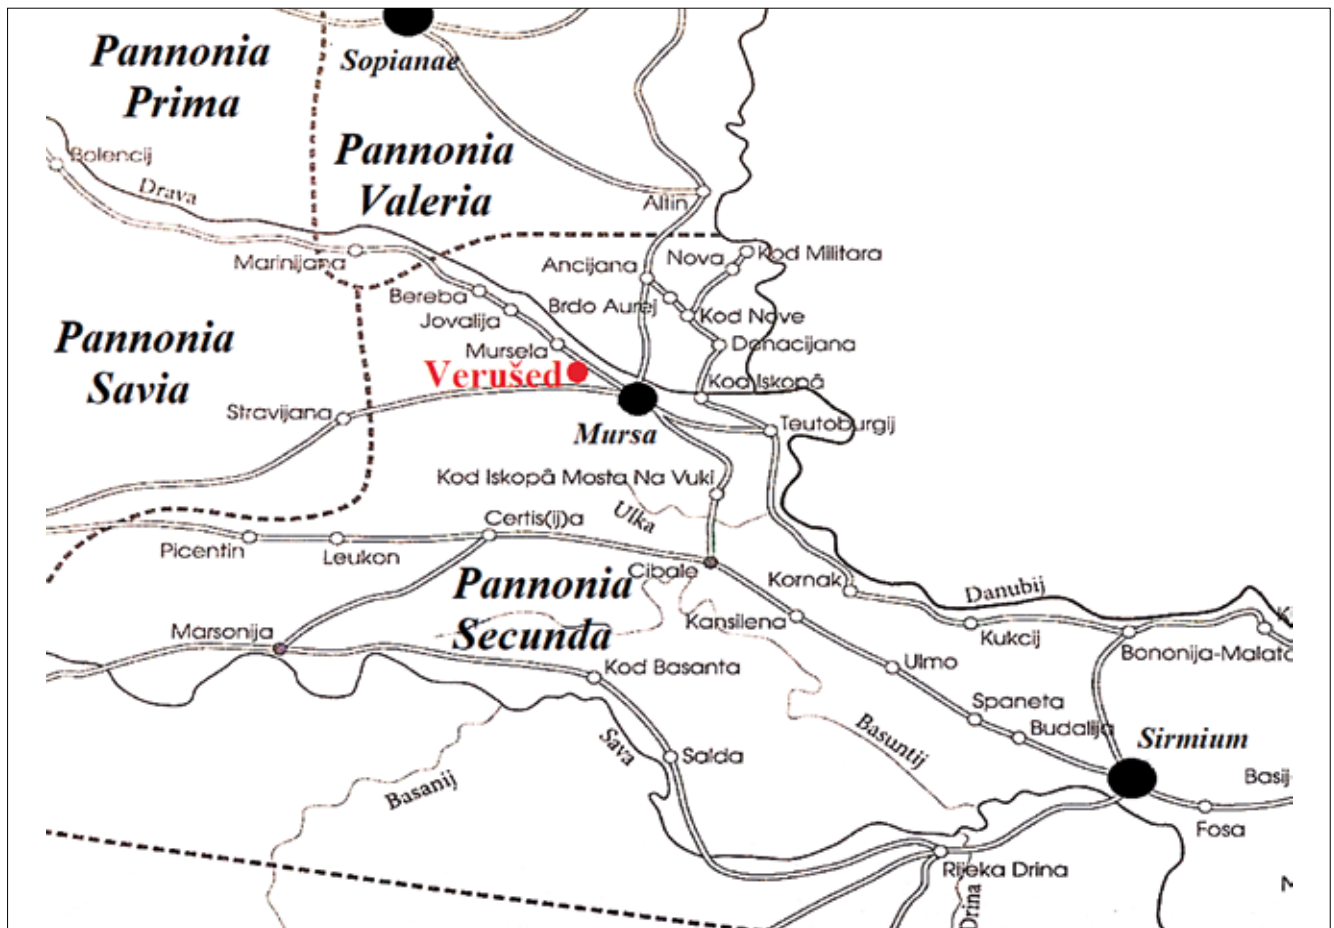 Pannonia
Prima
Sopianae
Pannonia
Valeria
Bolencij
Drava
Altin
Marinijana
Ancijana
Nova
Kod Militara
Bereba
Brdo Aurej
Jovalija
Kod Nove
Pannonia
Savia
Mursela
Donacijana
Verušed
Kod Iskopâ
Stravijana
Mursa
Teutoburgij
Kod Iskopâ Mosta Na Vuki
Ulka
Certis(ij)a
Picentin
Leukon
Cibale
Kornak
Danubij
Pannonia
Secunda
Kansilena
Kukcij
Marsonija
Bononija-Malata
Kod Basanta
Ulmo
Spaneta
Budalija
Sirmium
Sava
Salda
Basuntij
Basanij
Basij
Fosa
Rijeka Drina
Drina